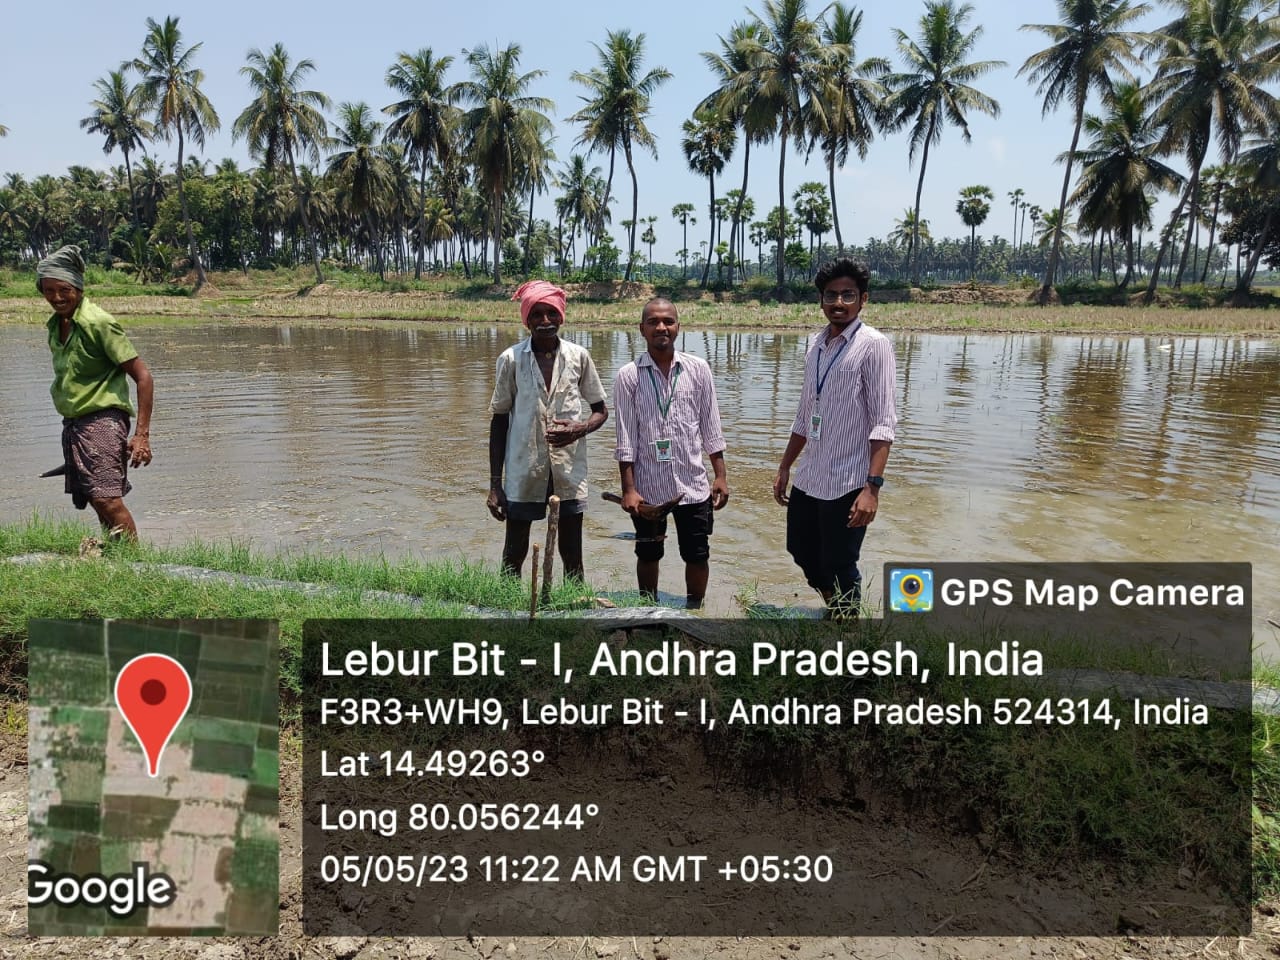 GPS Map Camera
Lebur Bit - I, Andhra Pradesh, India
F3R3+WH9, Lebur Bit - I, Andhra Pradesh 524314, India
Lat 14.49263°
Long 80.056244°
05/05/23 11:22 AM GMT +05:30
Google